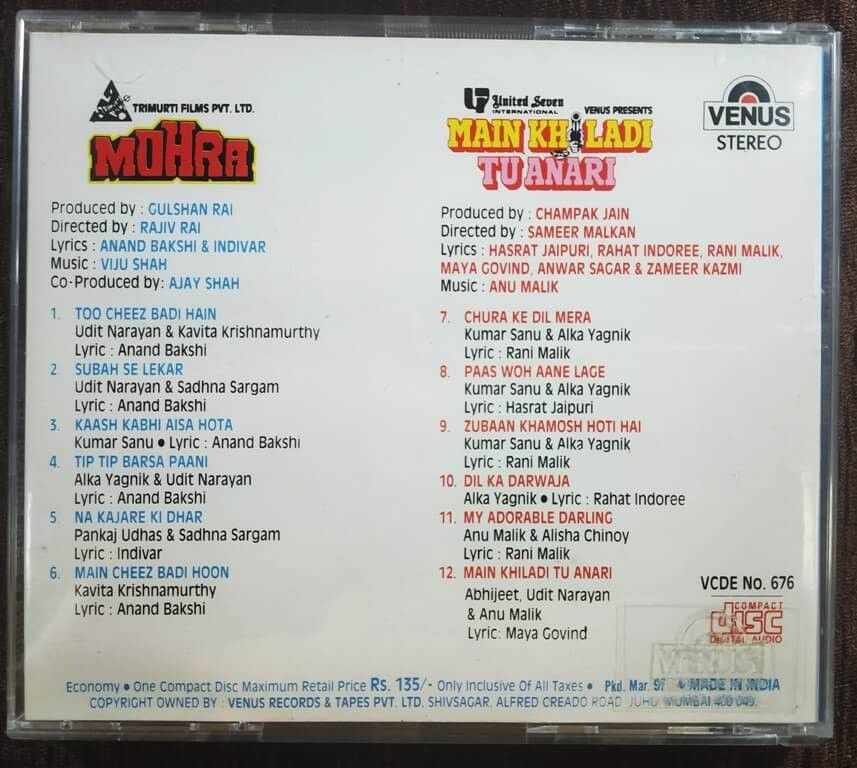 TRIMURTI FILMS PVT. LTD.
MOHRA
Produced by : GULSHAN RAI
Directed by : RAJIV RAI
Lyrics : ANAND BAKSHI & INDIVAR
Music : VIJU SHAH
Co-Produced by: AJAY SHAH
1. TOO CHEEZ BADI HAIN
Udit Narayan & Kavita Krishnamurthy
Lyric : Anand Bakshi
2. SUBAH SE LEKAR
Udit Narayan & Sadhna Sargam
Lyric : Anand Bakshi
3. KAASH KABHI AISA HOTA
Kumar Sanu ● Lyric : Anand Bakshi
4. TIP TIP BARSA PAANI
Alka Yagnik & Udit Narayan
Lyric : Anand Bakshi
5. NA KAJARE KI DHAR
Pankaj Udhas & Sadhna Sargam
Lyric : Indivar
6. MAIN CHEEZ BADI HOON
Kavita Krishnamurthy
Lyric : Anand Bakshi
United Seven
INTERNATIONAL
VENUS PRESENTS
MAIN KHILADI
TU ANARI
Produced by : CHAMPAK JAIN
Directed by : SAMEER MALKAN
Lyrics : HASRAT JAIPURI, RAHAT INDOREE, RANI MALIK,
MAYA GOVIND, ANWAR SAGAR & ZAMEER KAZMI
Music : ANU MALIK
7. CHURA KE DIL MERA
Kumar Sanu & Alka Yagnik
Lyric : Rani Malik
8. PAAS WOH AANE LAGE
Kumar Sanu & Alka Yagnik
Lyric : Hasrat Jaipuri
9. ZUBAAN KHAMOSH HOTI HAI
Kumar Sanu & Alka Yagnik
Lyric : Rani Malik
10. DIL KA DARWAJA
Alka Yagnik ● Lyric : Rahat Indoree
11. MY ADORABLE DARLING
Anu Malik & Alisha Chinoy
Lyric : Rani Malik
12. MAIN KHILADI TU ANARI
Abhijeet, Udit Narayan
& Anu Malik
Lyric: Maya Govind
VENUS
STEREO
VCDE No. 676
COMPACT
disc
DIGITAL AUDIO
VENUS
Economy ● One Compact Disc Maximum Retail Price Rs. 135/- Only Inclusive Of All Taxes ● Pkd. Mar. MADE IN INDIA
COPYRIGHT OWNED BY : VENUS RECORDS & TAPES PVT. LTD. SHIVSAGAR, ALFRED CREADO ROAD JUHU MUMBAI 400 049.